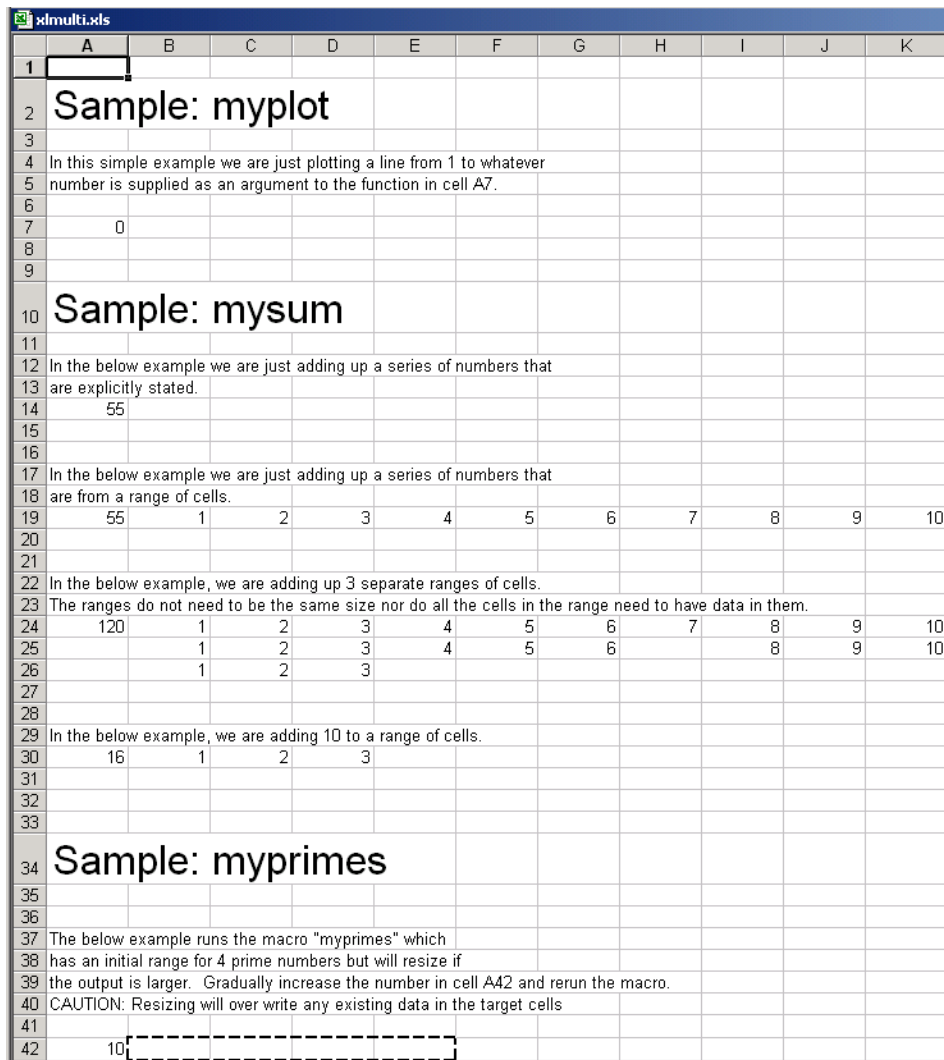 xlmulti.xls
A B C D E F G H I J K
1
2 Sample: myplot
3
4 In this simple example we are just plotting a line from 1 to whatever
5 number is supplied as an argument to the function in cell A7.
6
7 0
8
9
10 Sample: mysum
11
12 In the below example we are just adding up a series of numbers that
13 are explicitly stated.
14 55
15
16
17 In the below example we are just adding up a series of numbers that
18 are from a range of cells.
19 55 1 2 3 4 5 6 7 8 9 10
20
21
22 In the below example, we are adding up 3 separate ranges of cells.
23 The ranges do not need to be the same size nor do all the cells in the range need to have data in them.
24 120 1 2 3 4 5 6 7 8 9 10
25 1 2 3 4 5 6 8 9 10
26 1 2 3
27
28
29 In the below example, we are adding 10 to a range of cells.
30 16 1 2 3
31
32
33
34 Sample: myprimes
35
36
37 The below example runs the macro "myprimes" which
38 has an initial range for 4 prime numbers but will resize if
39 the output is larger. Gradually increase the number in cell A42 and rerun the macro.
40 CAUTION: Resizing will over write any existing data in the target cells
41
42 10